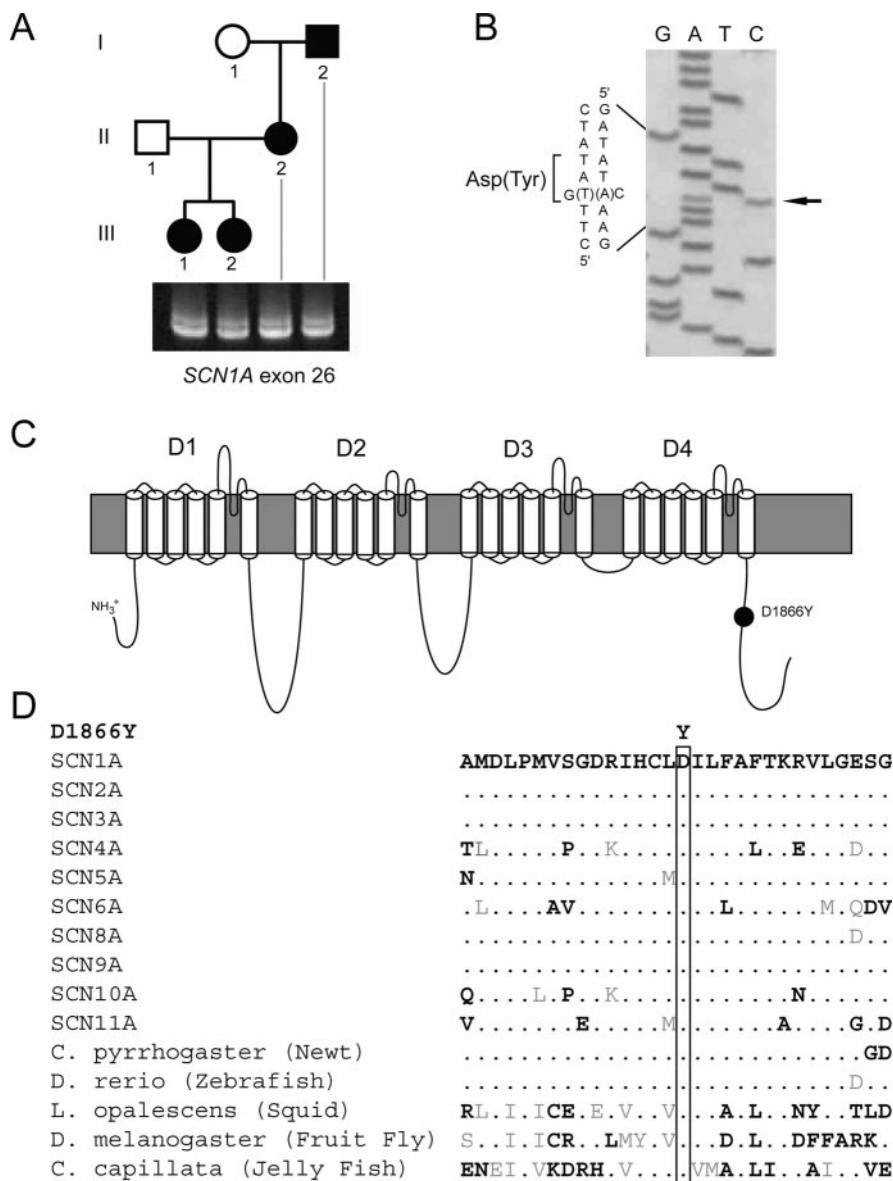 A
I
1
2
II
1
2
III
1
2
SCN1A exon 26
B
G A T C
5'
C G
T A
A T
T A
Asp(Tyr)
A T
G(T)(A)C
T A
T A
C G
5'
C
D1
D2
D3
D4
NH3+
D1866Y
D
D1866Y Y
SCN1A AMDLPMVSGDRIHCLDILFAFTKRVLGESG
SCN2A ..............................
SCN3A ..............................
SCN4A TL.....P..K.........L..E...D..
SCN5A N.............M...............
SCN6A .L....AV..........L......M.QDV
SCN8A ...........................D..
SCN9A ..............................
SCN10A Q....L.P..K............N......
SCN11A V.......E.....M.......A....G.D
C. pyrrhogaster (Newt) ............................GD
D. rerio (Zebrafish) ...........................D..
L. opalescens (Squid) RL.I.ICE.E.V..V...A.L..NY..TLD
D. melanogaster (Fruit Fly) S..I.ICR..LMY.V...D.L..DFFARK.
C. capillata (Jelly Fish) ENEI.VKDRH.V....VMA.LI..AI..VE